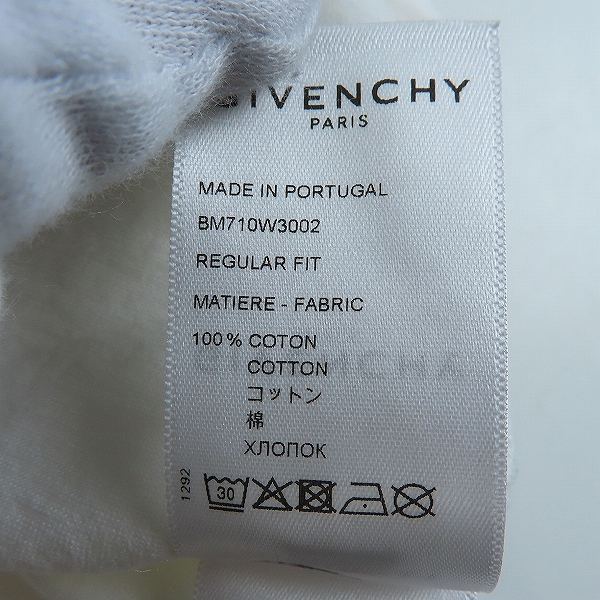 GIVENCHY
PARIS
MADE IN PORTUGAL
BM710W3002
REGULAR FIT
MATIERE - FABRIC
100% COTON
COTTON
コットン
棉
ХЛОПОК
1292
30